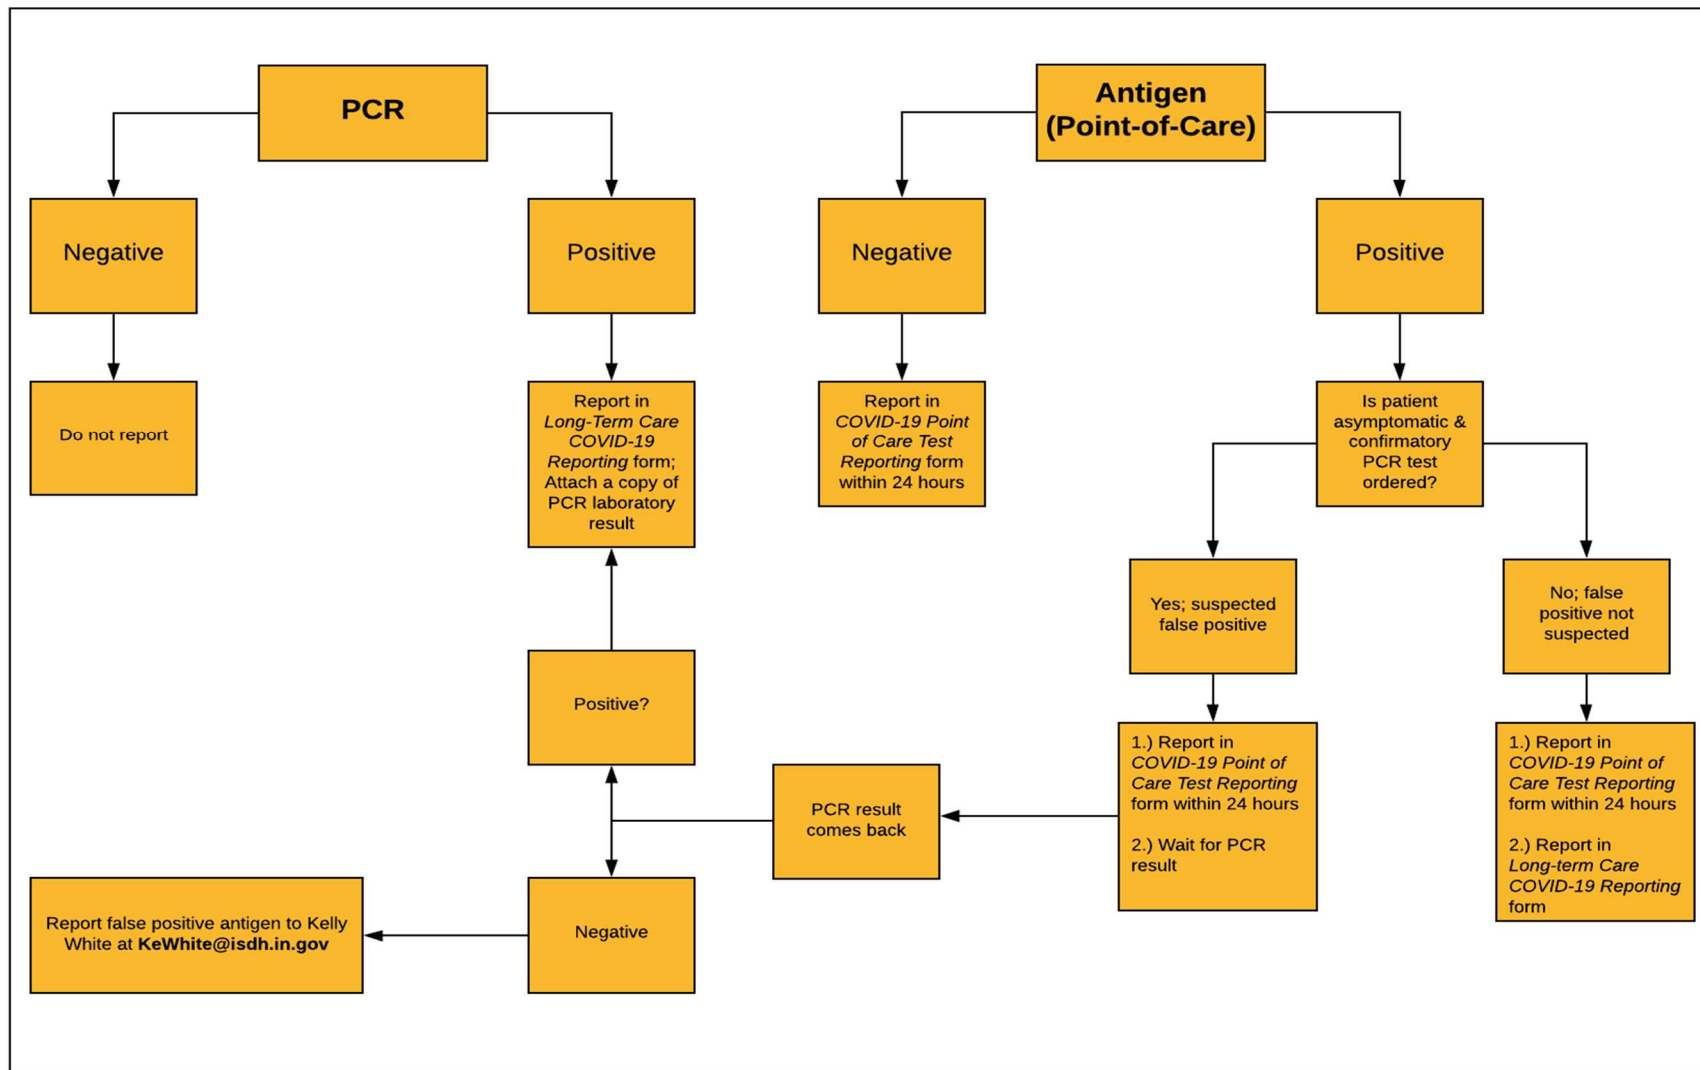 PCR
Antigen
(Point-of-Care)
Negative
Positive
Negative
Positive
Do not report
Report in
Long-Term Care
COVID-19
Reporting form;
Attach a copy of
PCR laboratory
result
Report in
COVID-19 Point
of Care Test
Reporting form
within 24 hours
Is patient
asymptomatic &
confirmatory
PCR test
ordered?
Yes; suspected
false positive
No; false
positive not
suspected
Positive?
1.) Report in
COVID-19 Point of
Care Test Reporting
form within 24 hours
2.) Wait for PCR
result
1.) Report in
COVID-19 Point of
Care Test Reporting
form within 24 hours
2.) Report in
Long-term Care
COVID-19 Reporting
form
PCR result
comes back
Negative
Report false positive antigen to Kelly
White at KeWhite@isdh.in.gov